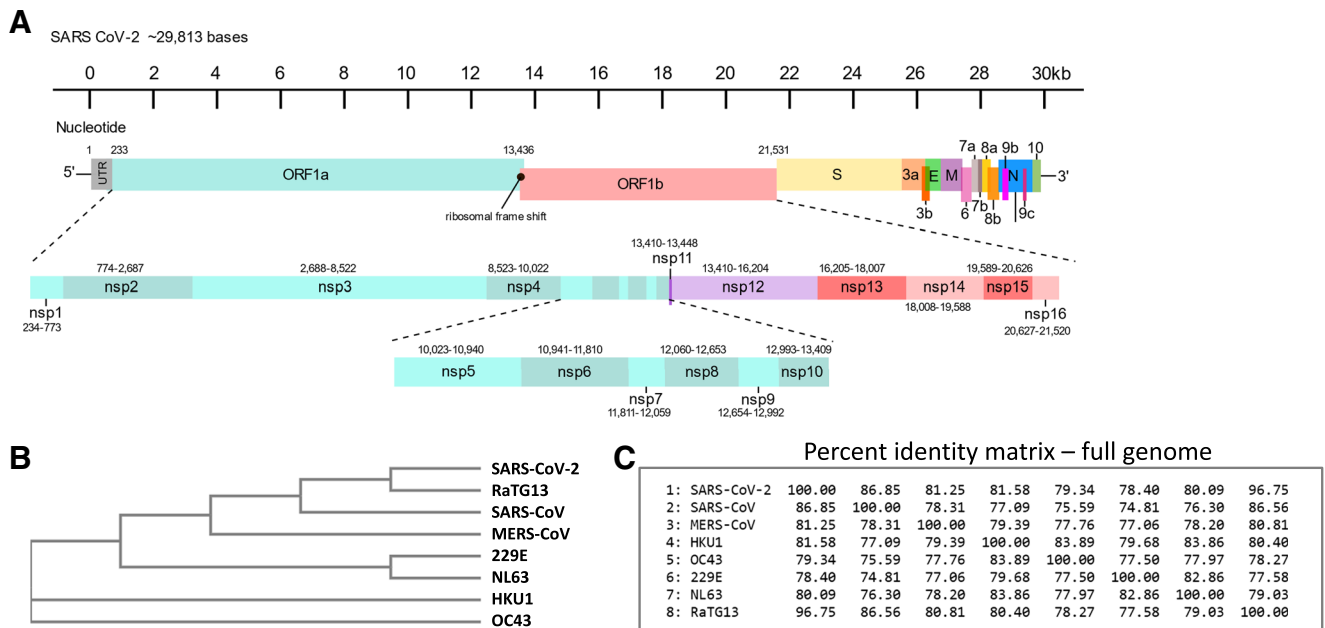 A
SARS CoV-2 ~29,813 bases
0 2 4 6 8 10 12 14 16 18 20 22 24 26 28 30kb
Nucleotide
1 233 13,436 21,531 7a 8a 9b 10
5' UTR ORF1a ORF1b S 3a E M N 3'
ribosomal frame shift
3b 6 7b 8b 9c
13,410-13,448
nsp11
774-2,687 2,688-8,522 8,523-10,022 13,410-16,204 16,205-18,007 19,589-20,626
nsp2 nsp3 nsp4 nsp12 nsp13 nsp14 nsp15
nsp1 18,008-19,588 nsp16
234-773 20,627-21,520
10,023-10,940 10,941-11,810 12,060-12,653 12,993-13,409
nsp5 nsp6 nsp8 nsp10
nsp7 nsp9
11,811-12,059 12,654-12,992
B
SARS-CoV-2
RaTG13
SARS-CoV
MERS-CoV
229E
NL63
HKU1
OC43
C
Percent identity matrix – full genome
1: SARS-CoV-2 100.00 86.85 81.25 81.58 79.34 78.40 80.09 96.75
2: SARS-CoV 86.85 100.00 78.31 77.09 75.59 74.81 76.30 86.56
3: MERS-CoV 81.25 78.31 100.00 79.39 77.76 77.06 78.20 80.81
4: HKU1 81.58 77.09 79.39 100.00 83.89 79.68 83.86 80.40
5: OC43 79.34 75.59 77.76 83.89 100.00 77.50 77.97 78.27
6: 229E 78.40 74.81 77.06 79.68 77.50 100.00 82.86 77.58
7: NL63 80.09 76.30 78.20 83.86 77.97 82.86 100.00 79.03
8: RaTG13 96.75 86.56 80.81 80.40 78.27 77.58 79.03 100.00